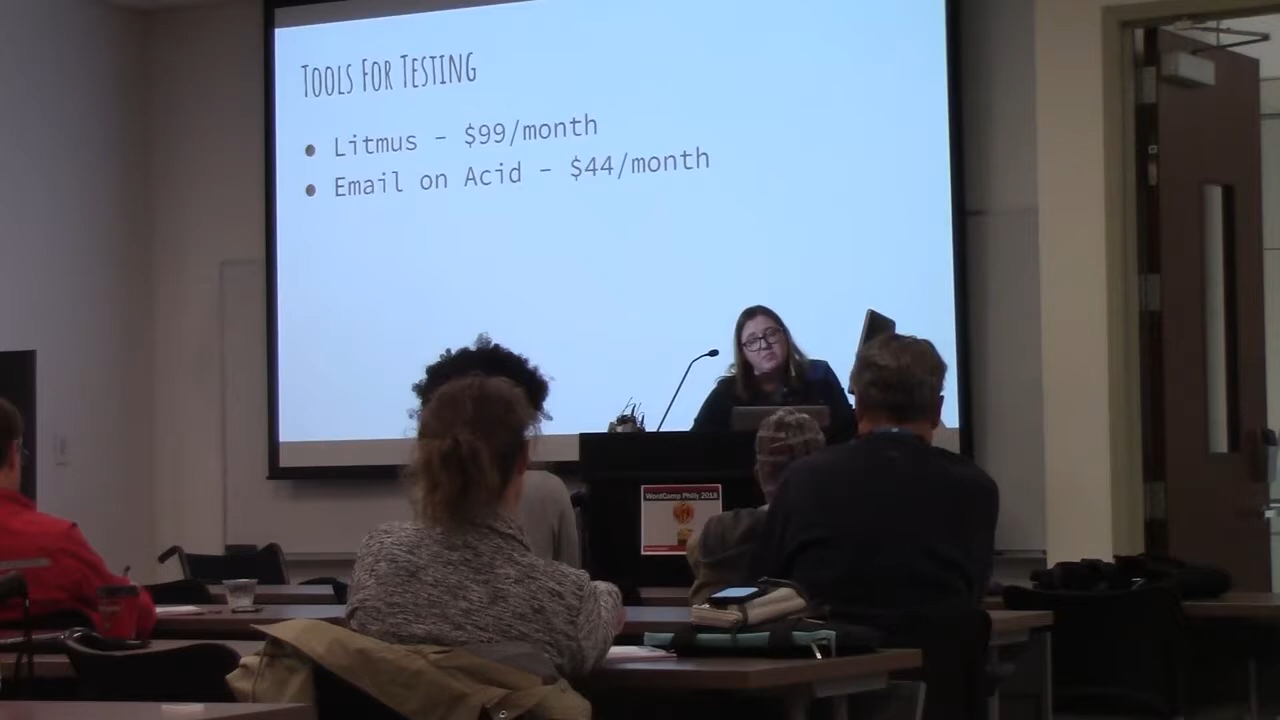 TOOLS FOR TESTING
● Litmus – $99/month
● Email on Acid – $44/month
WordCamp Philly 2018